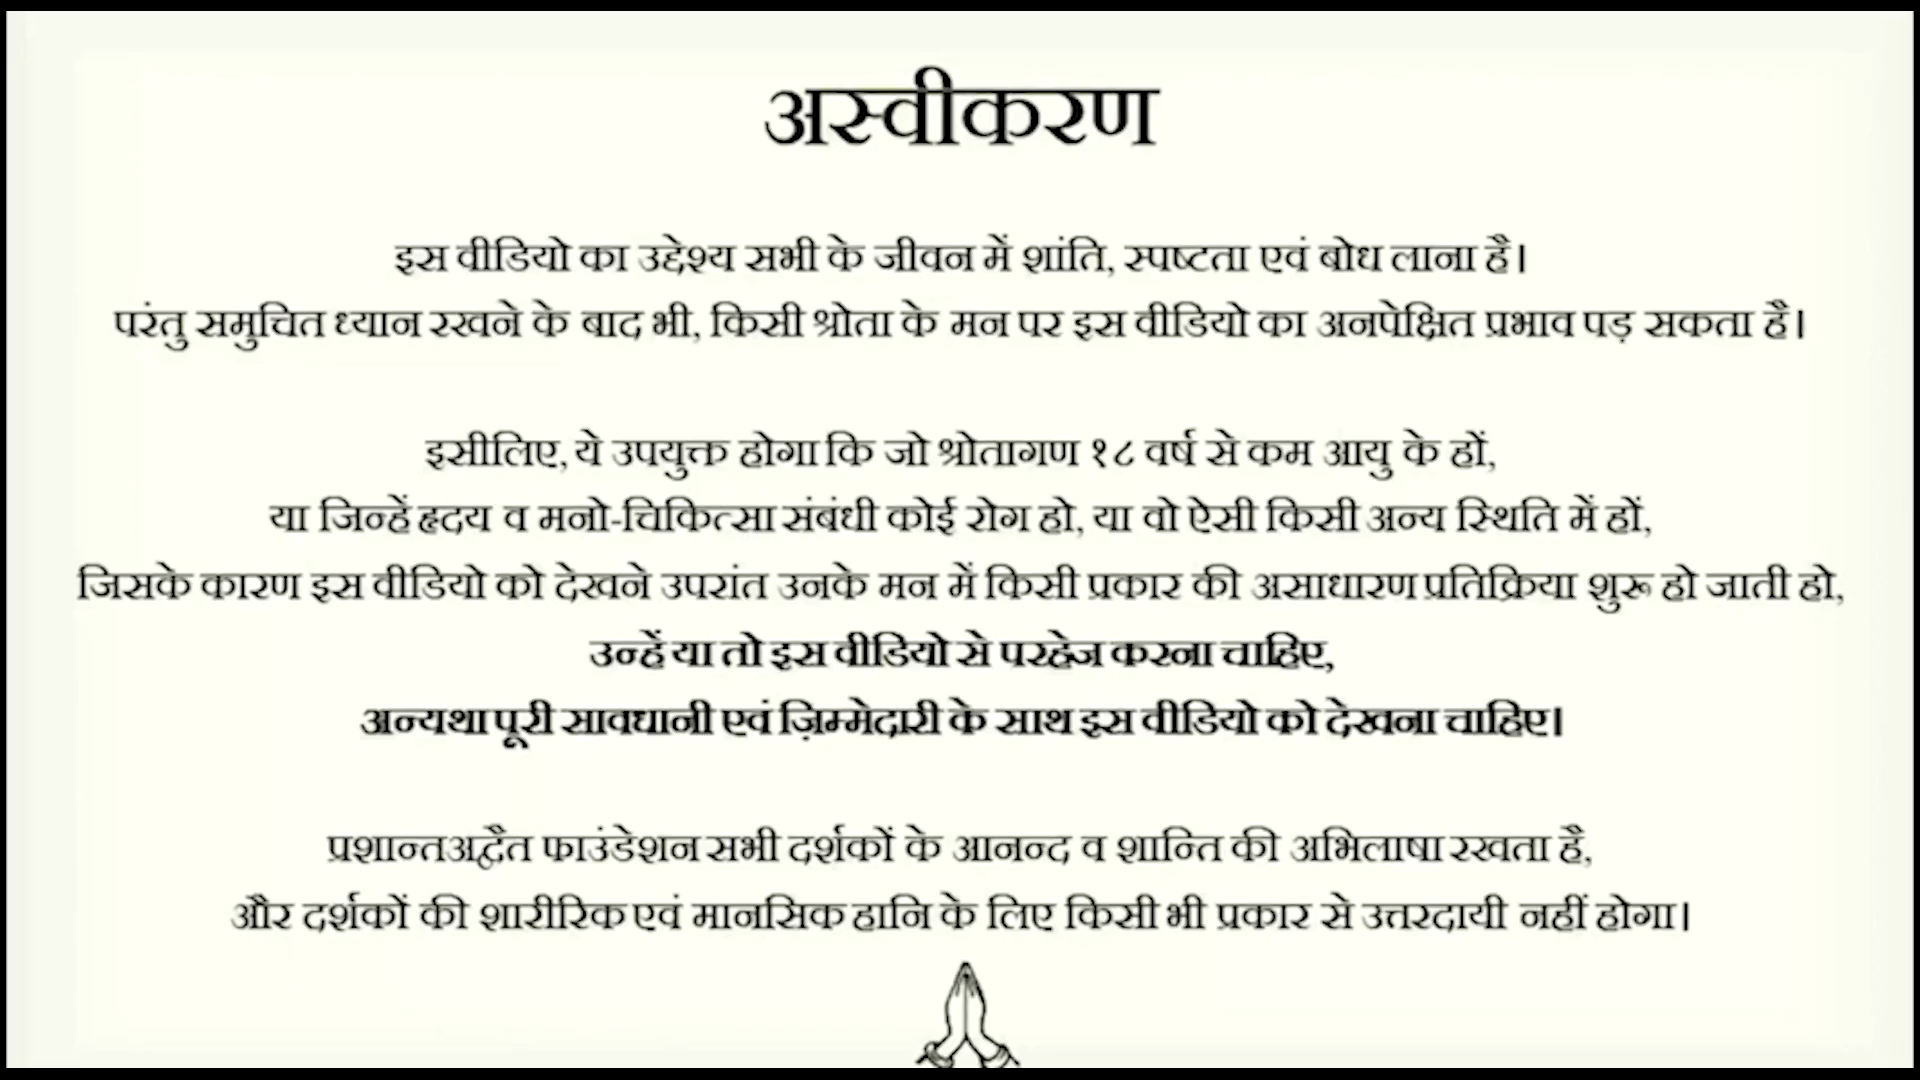 अस्वीकरण
इस वीडियो का उद्देश्य सभी के जीवन में शांति, स्पष्टता एवं बोध लाना है।
परंतु समुचित ध्यान रखने के बाद भी, किसी श्रोता के मन पर इस वीडियो का अनपेक्षित प्रभाव पड़ सकता है।
इसीलिए, ये उपयुक्त होगा कि जो श्रोतागण १८ वर्ष से कम आयु के हों,
या जिन्हें हृदय व मनो-चिकित्सा संबंधी कोई रोग हो, या वो ऐसी किसी अन्य स्थिति में हों,
जिसके कारण इस वीडियो को देखने उपरांत उनके मन में किसी प्रकार की असाधारण प्रतिक्रिया शुरू हो जाती हो,
उन्हें या तो इस वीडियो से परहेज करना चाहिए,
अन्यथा पूरी सावधानी एवं ज़िम्मेदारी के साथ इस वीडियो को देखना चाहिए।
प्रशान्तअद्वैत फाउंडेशन सभी दर्शकों के आनन्द व शान्ति की अभिलाषा रखता है,
और दर्शकों की शारीरिक एवं मानसिक हानि के लिए किसी भी प्रकार से उत्तरदायी नहीं होगा।